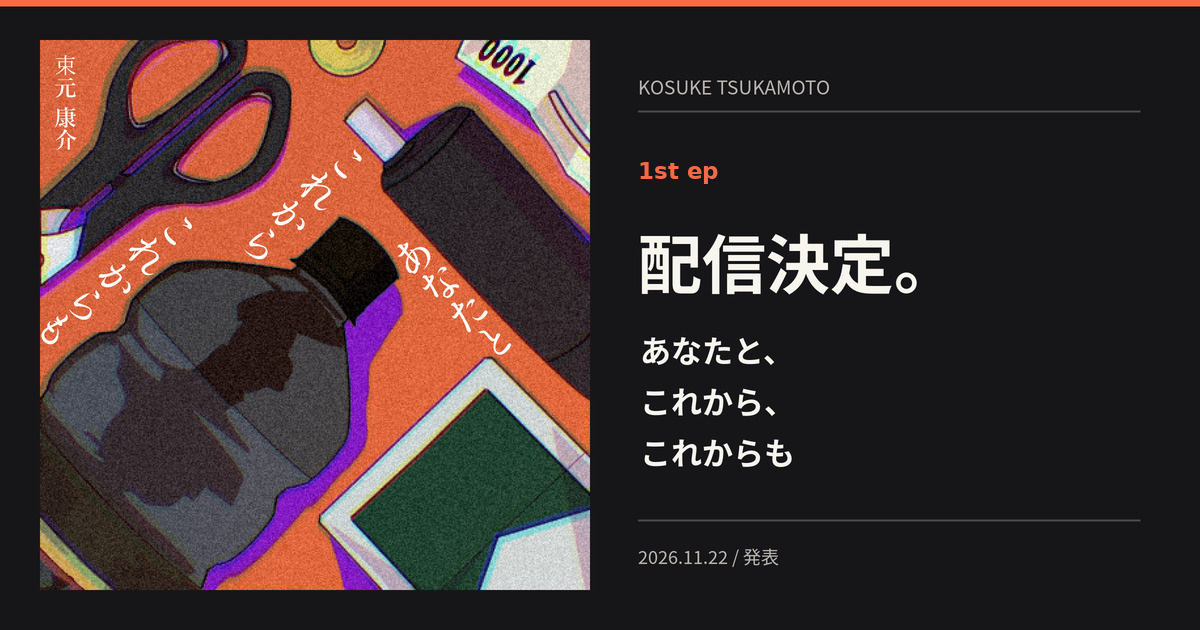 束元 康介
1000
これからも
これから
あなたと
KOSUKE TSUKAMOTO
1st ep
配信決定。
あなたと、
これから、
これからも
2026.11.22 / 発表